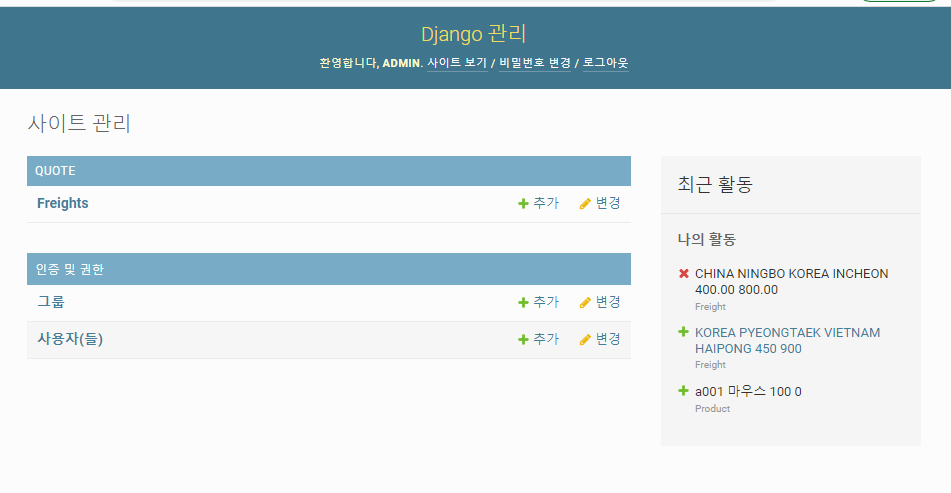 Django 관리
환영합니다, ADMIN. 사이트 보기 / 비밀번호 변경 / 로그아웃
사이트 관리
QUOTE
Freights 추가 변경
인증 및 권한
그룹 추가 변경
사용자(들) 추가 변경
최근 활동
나의 활동
CHINA NINGBO KOREA INCHEON
400.00 800.00
Freight
KOREA PYEONGTAEK VIETNAM
HAIPONG 450 900
Freight
a001 마우스 100 0
Product